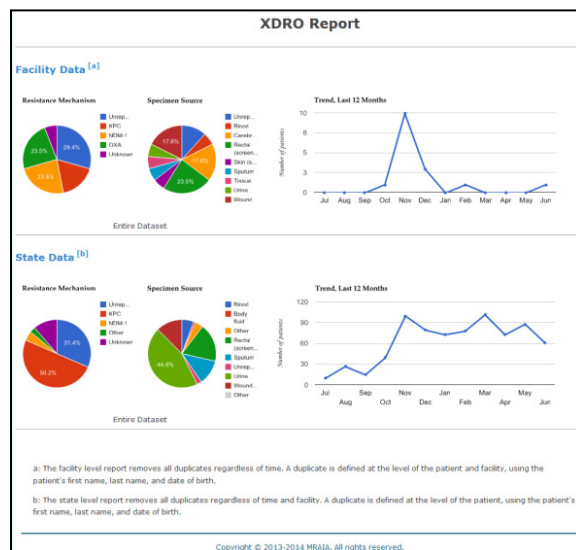 XDRO Report
Facility Data [a]
Resistance Mechanism
29.4%
23.5%
23.5%
Unrep...
KPC
NDM-1
OXA
Unknown
Specimen Source
17.6%
17.6%
23.5%
Unrep...
Blood
Cerebr...
Rectal
(screen...
Skin (s...
Sputum
Tissue
Urine
Wound
Trend, Last 12 Months
Number of patients
10
8
5
3
0
Jul Aug Sep Oct Nov Dec Jan Feb Mar Apr May Jun
Entire Dataset
State Data [b]
Resistance Mechanism
31.4%
50.2%
Unrep...
KPC
NDM-1
Other
Unknown
Specimen Source
44.8%
Blood
Body
fluid
Other
Rectal
(screen...
Sputum
Unrep...
Urine
Wound...
Other
Trend, Last 12 Months
Number of patients
120
90
60
30
0
Jul Aug Sep Oct Nov Dec Jan Feb Mar Apr May Jun
Entire Dataset
a: The facility level report removes all duplicates regardless of time. A duplicate is defined at the level of the patient and facility, using the
patient's first name, last name, and date of birth.
b: The state level report removes all duplicates regardless of time and facility. A duplicate is defined at the level of the patient, using the patient's
first name, last name, and date of birth.
Copyright © 2013-2014 MRAIA. All rights reserved.